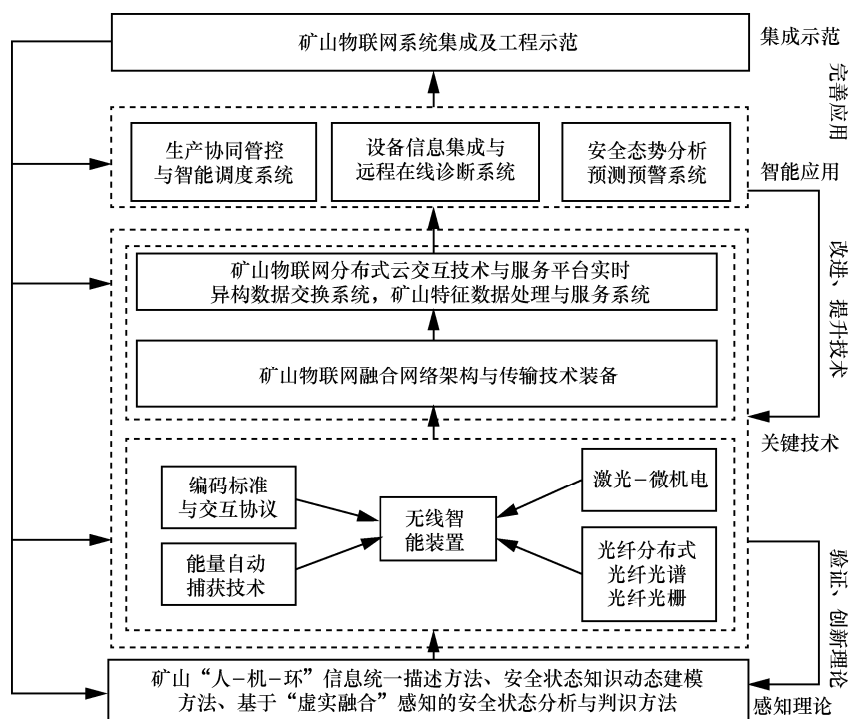 矿山物联网系统集成及工程示范
集成示范
完善应用
生产协同管控
与智能调度系统
设备信息集成与
远程在线诊断系统
安全态势分析
预测预警系统
智能应用
改进、提升技术
矿山物联网分布式云交互技术与服务平台实时
异构数据交换系统，矿山特征数据处理与服务系统
矿山物联网融合网络架构与传输技术装备
关键技术
编码标准
与交互协议
能量自动
捕获技术
无线智
能装置
激光－微机电
光纤分布式
光纤光谱
光纤光栅
验证、创新理论
矿山“人－机－环”信息统一描述方法、安全状态知识动态建模
方法、基于“虚实融合”感知的安全状态分析与判识方法
感知理论